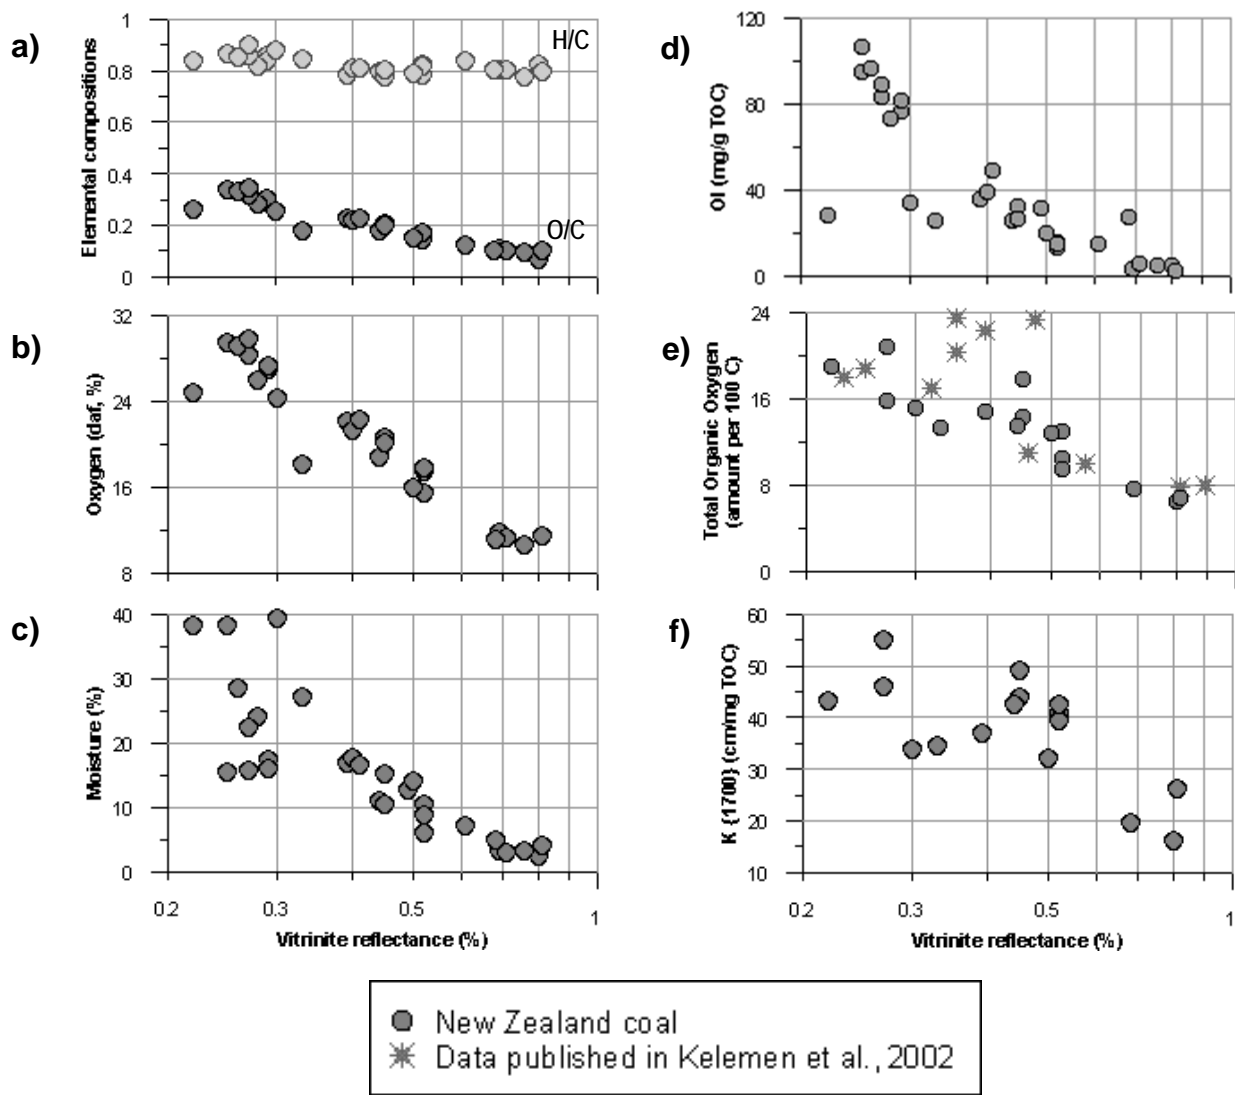 a)
Elemental compositions
1
0.8
0.6
0.4
0.2
0
H/C
O/C
b)
Oxygen (daf, %)
32
24
16
8
c)
Moisture (%)
40
30
20
10
0
0.2
0.3
0.5
1
Vitrinite reflectance (%)
d)
OI (mg/g TOC)
120
80
40
0
e)
Total Organic Oxygen
(amount per 100 C)
24
16
8
0
f)
K {1700} (cm/mg TOC)
60
50
40
30
20
10
0.2
0.3
0.5
1
Vitrinite reflectance (%)
New Zealand coal
Data published in Kelemen et al., 2002